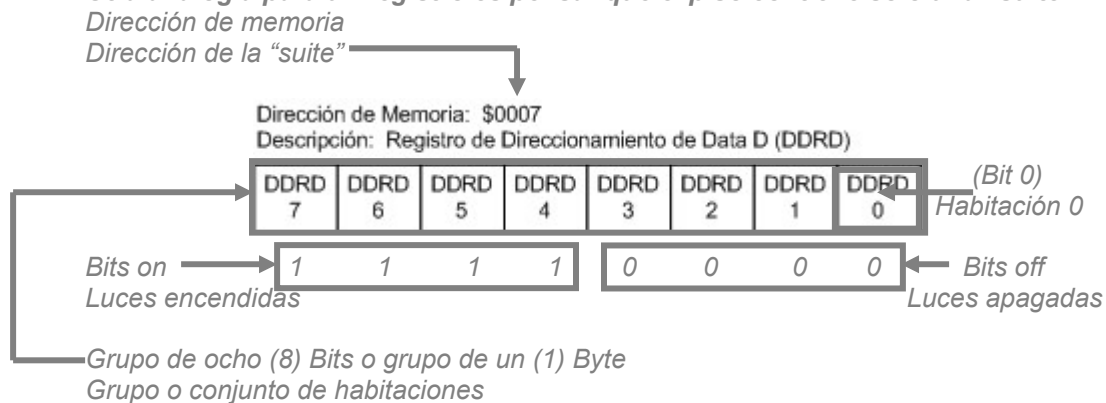 Dirección de memoria
Dirección de la “suite”
Dirección de Memoria: $0007
Descripción: Registro de Direccionamiento de Data D (DDRD)
DDRD DDRD DDRD DDRD DDRD DDRD DDRD DDRD
7 6 5 4 3 2 1 0
(Bit 0)
Habitación 0
Bits on 1 1 1 1 0 0 0 0 Bits off
Luces encendidas Luces apagadas
Grupo de ocho (8) Bits o grupo de un (1) Byte
Grupo o conjunto de habitaciones